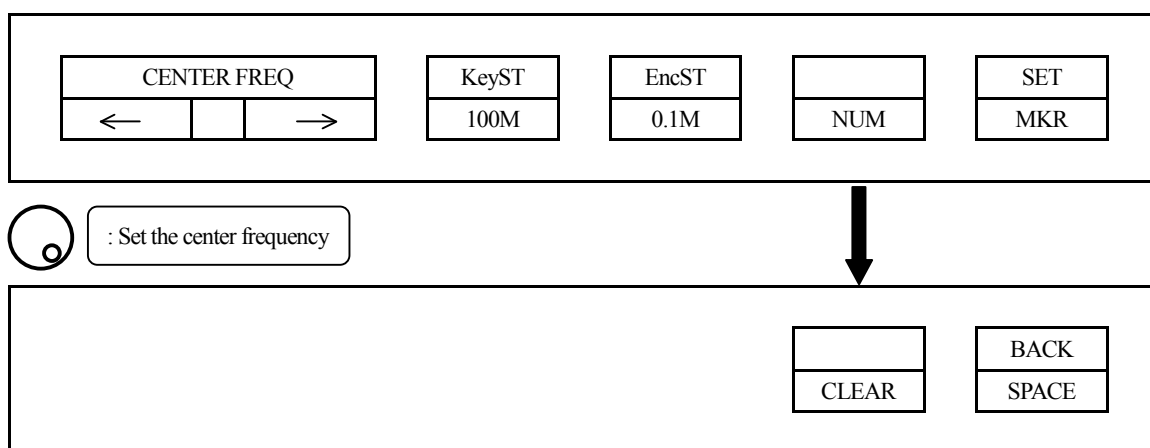 CENTER FREQ
← →
KeyST
100M
EncST
0.1M
NUM
SET
MKR
: Set the center frequency
CLEAR
BACK
SPACE